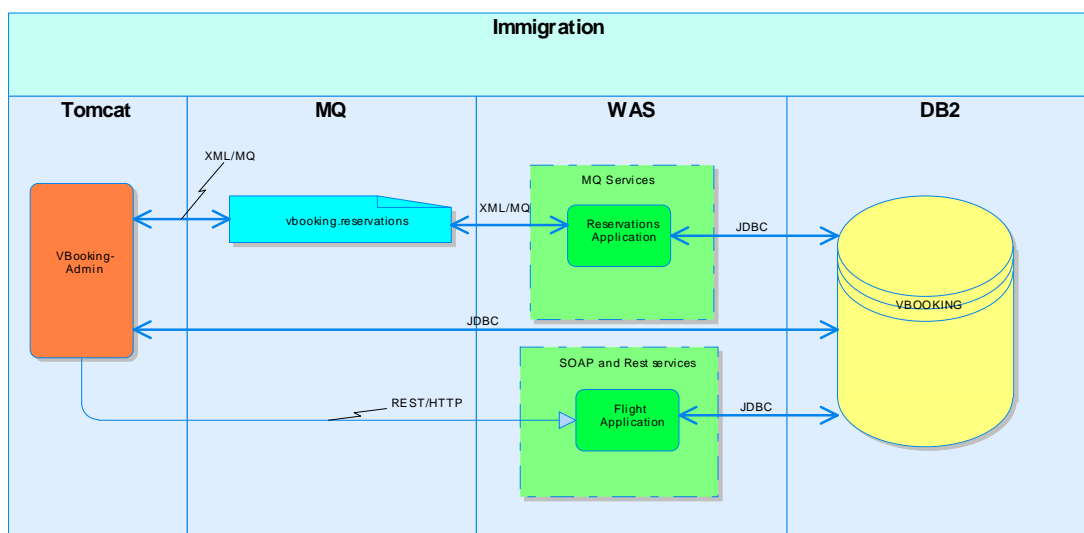 Immigration
Tomcat
MQ
WAS
DB2
XML/MQ
MQ Services
vbooking.reservations
XML/MQ
Reservations
Application
JDBC
VBooking-
Admin
VBOOKING
JDBC
SOAP and Rest services
REST/HTTP
Flight
Application
JDBC